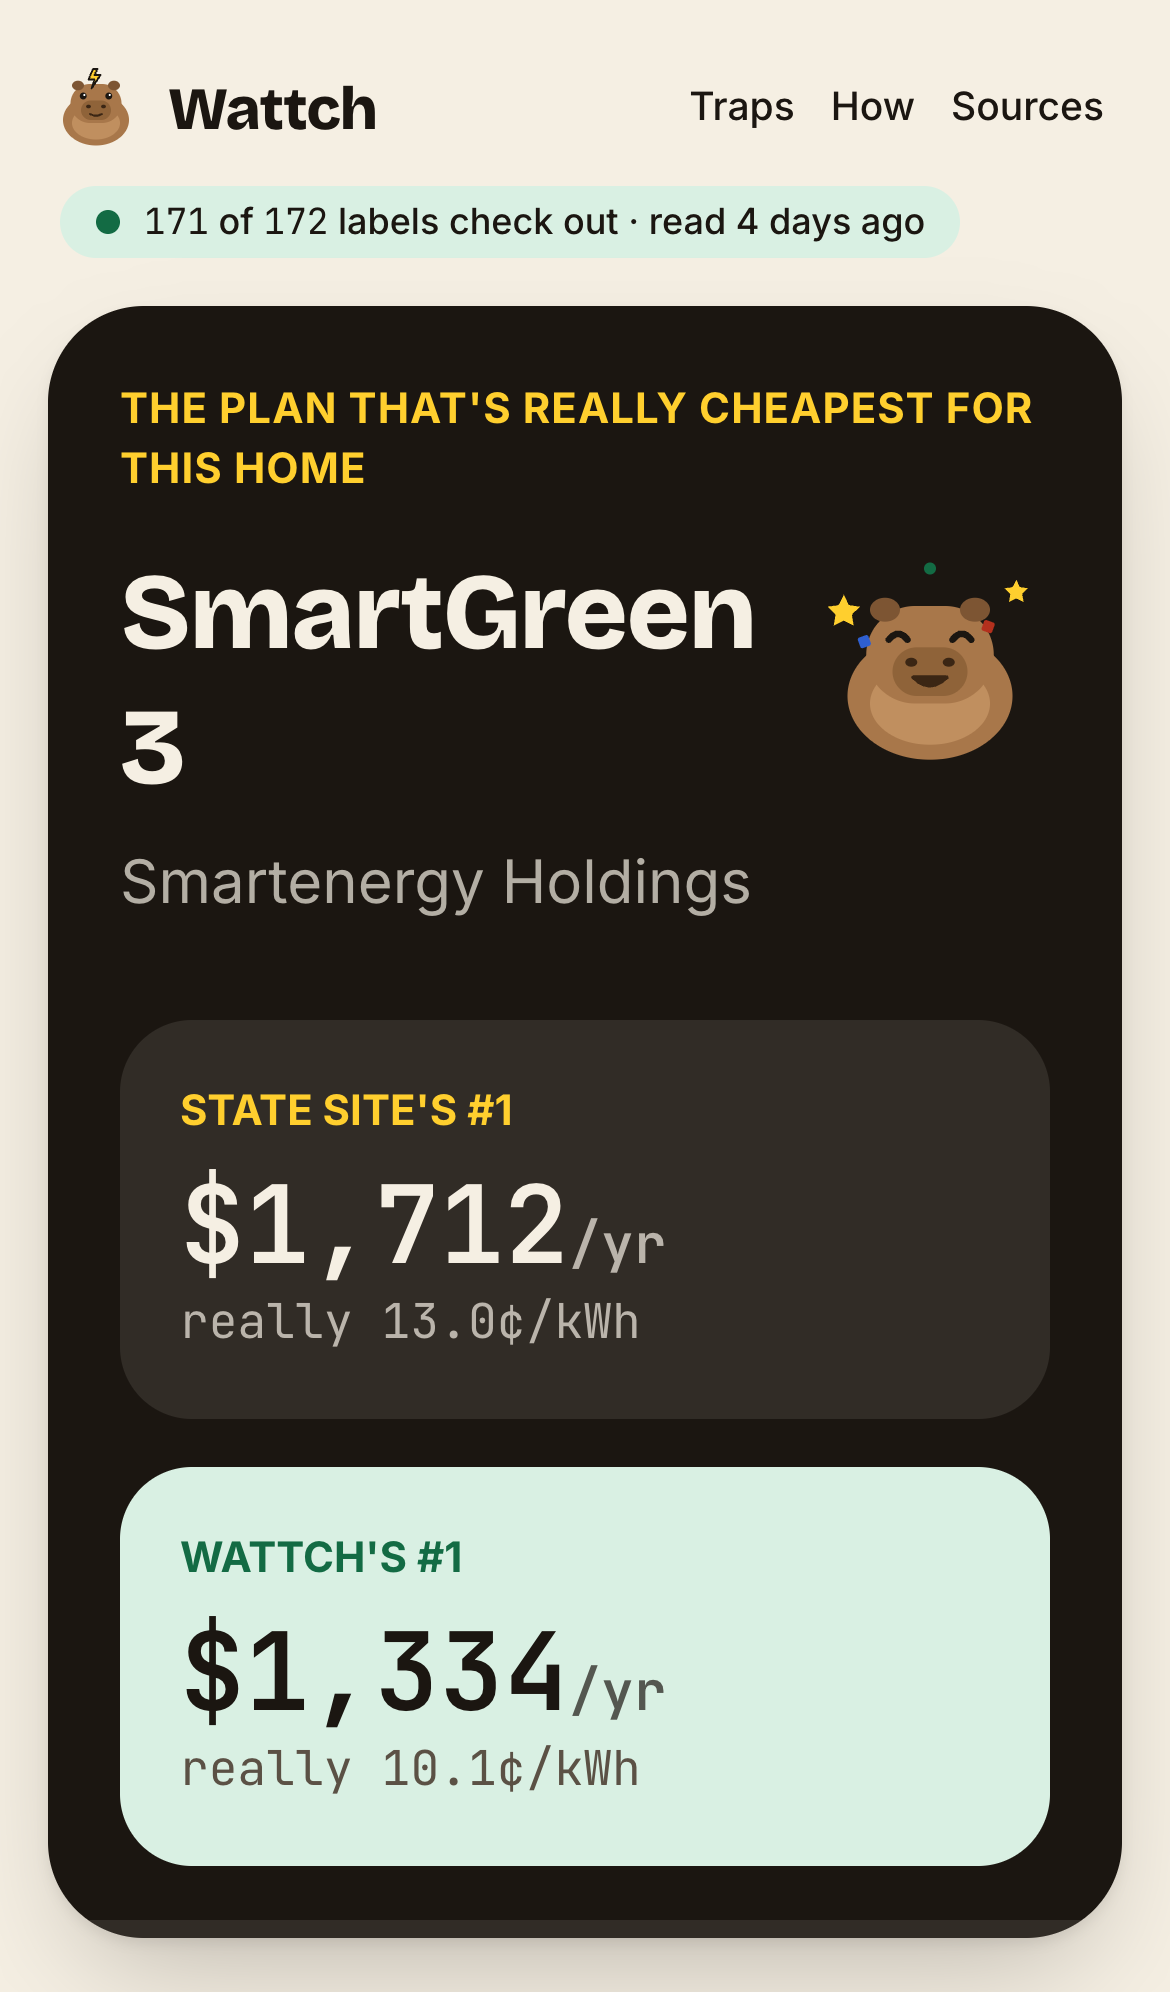 Wattch
Traps How Sources
171 of 172 labels check out · read 4 days ago
THE PLAN THAT'S REALLY CHEAPEST FOR
THIS HOME
SmartGreen
3
Smartenergy Holdings
STATE SITE'S #1
$1,712/yr
really 13.0¢/kWh
WATTCH'S #1
$1,334/yr
really 10.1¢/kWh